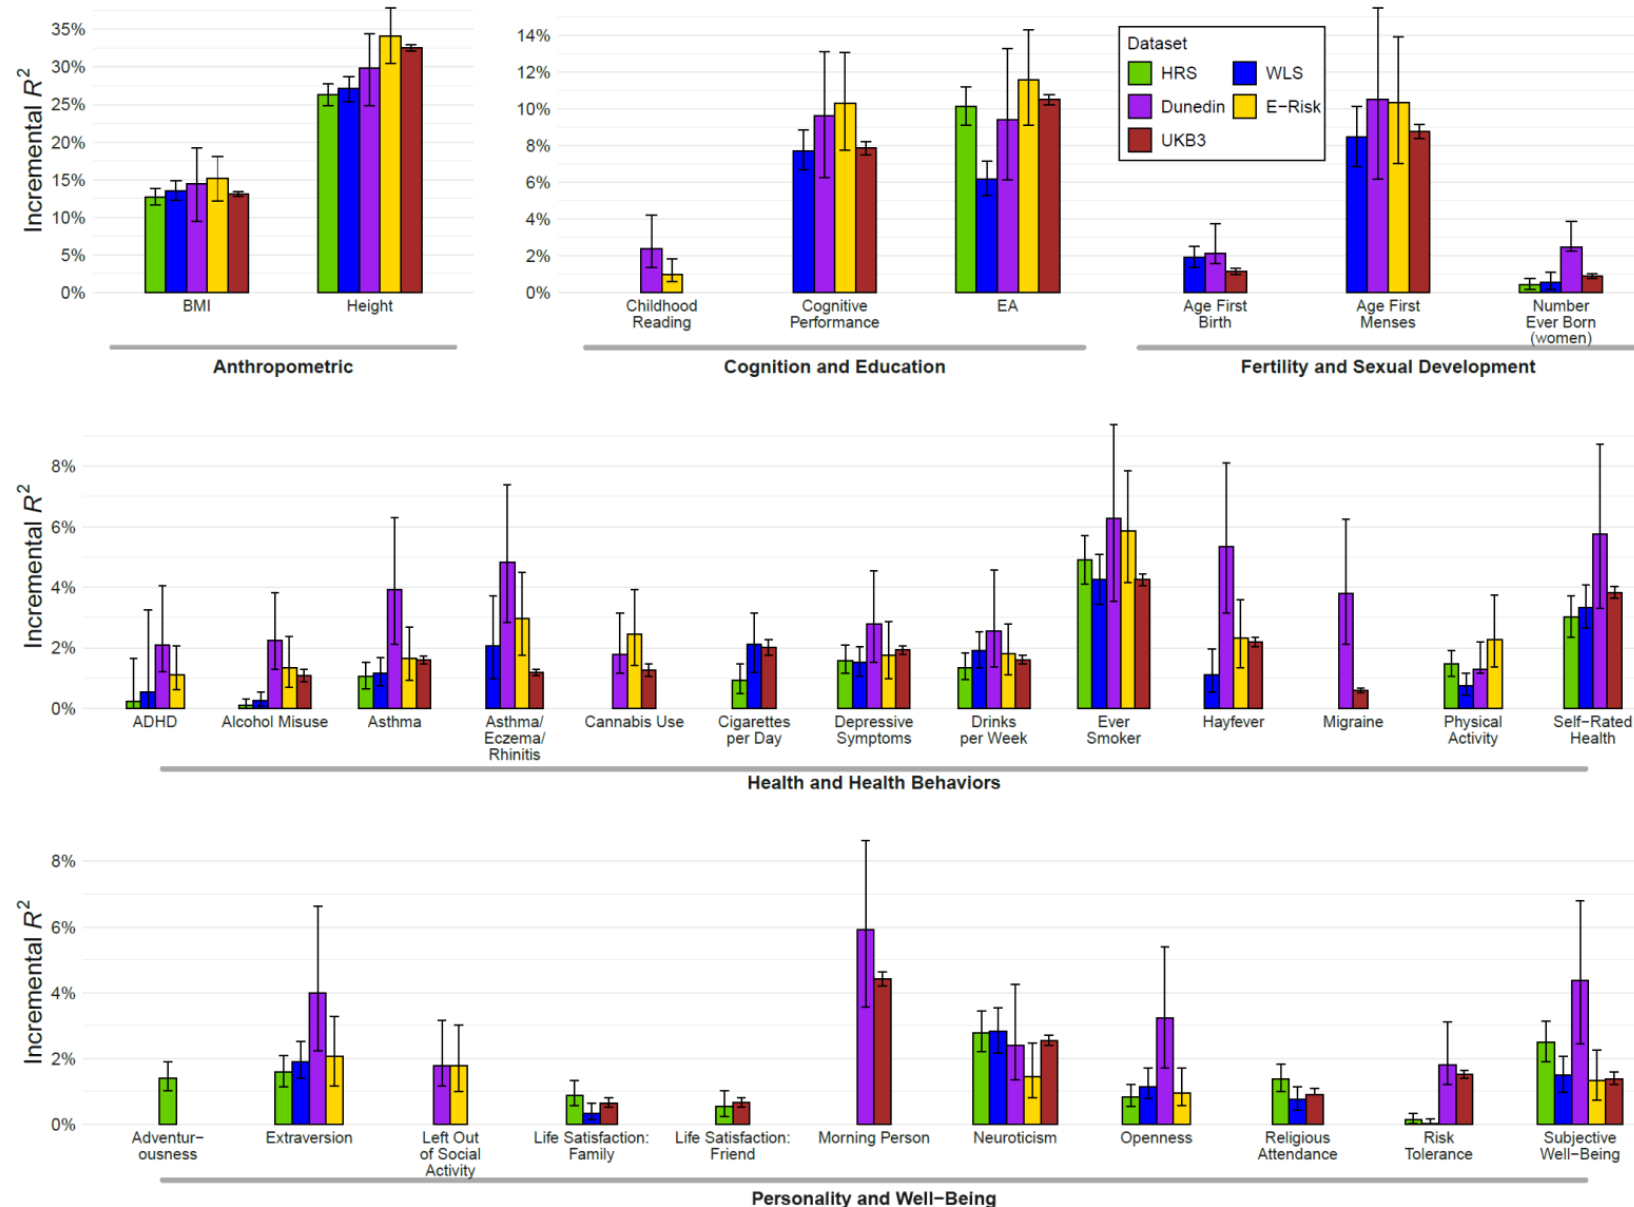 Incremental R²
35%
30%
25%
20%
15%
10%
5%
0%
BMI
Height
Anthropometric
14%
12%
10%
8%
6%
4%
2%
0%
Childhood
Reading
Cognitive
Performance
EA
Cognition and Education
Dataset
HRS
WLS
Dunedin
E−Risk
UKB3
Age First
Birth
Age First
Menses
Number
Ever Born
(women)
Fertility and Sexual Development
Incremental R²
8%
6%
4%
2%
0%
ADHD
Alcohol Misuse
Asthma
Asthma/
Eczema/
Rhinitis
Cannabis Use
Cigarettes
per Day
Depressive
Symptoms
Drinks
per Week
Ever
Smoker
Hayfever
Migraine
Physical
Activity
Self−Rated
Health
Health and Health Behaviors
Incremental R²
8%
6%
4%
2%
0%
Adventur−
ousness
Extraversion
Left Out
of Social
Activity
Life Satisfaction:
Family
Life Satisfaction:
Friend
Morning Person
Neuroticism
Openness
Religious
Attendance
Risk
Tolerance
Subjective
Well−Being
Personality and Well−Being